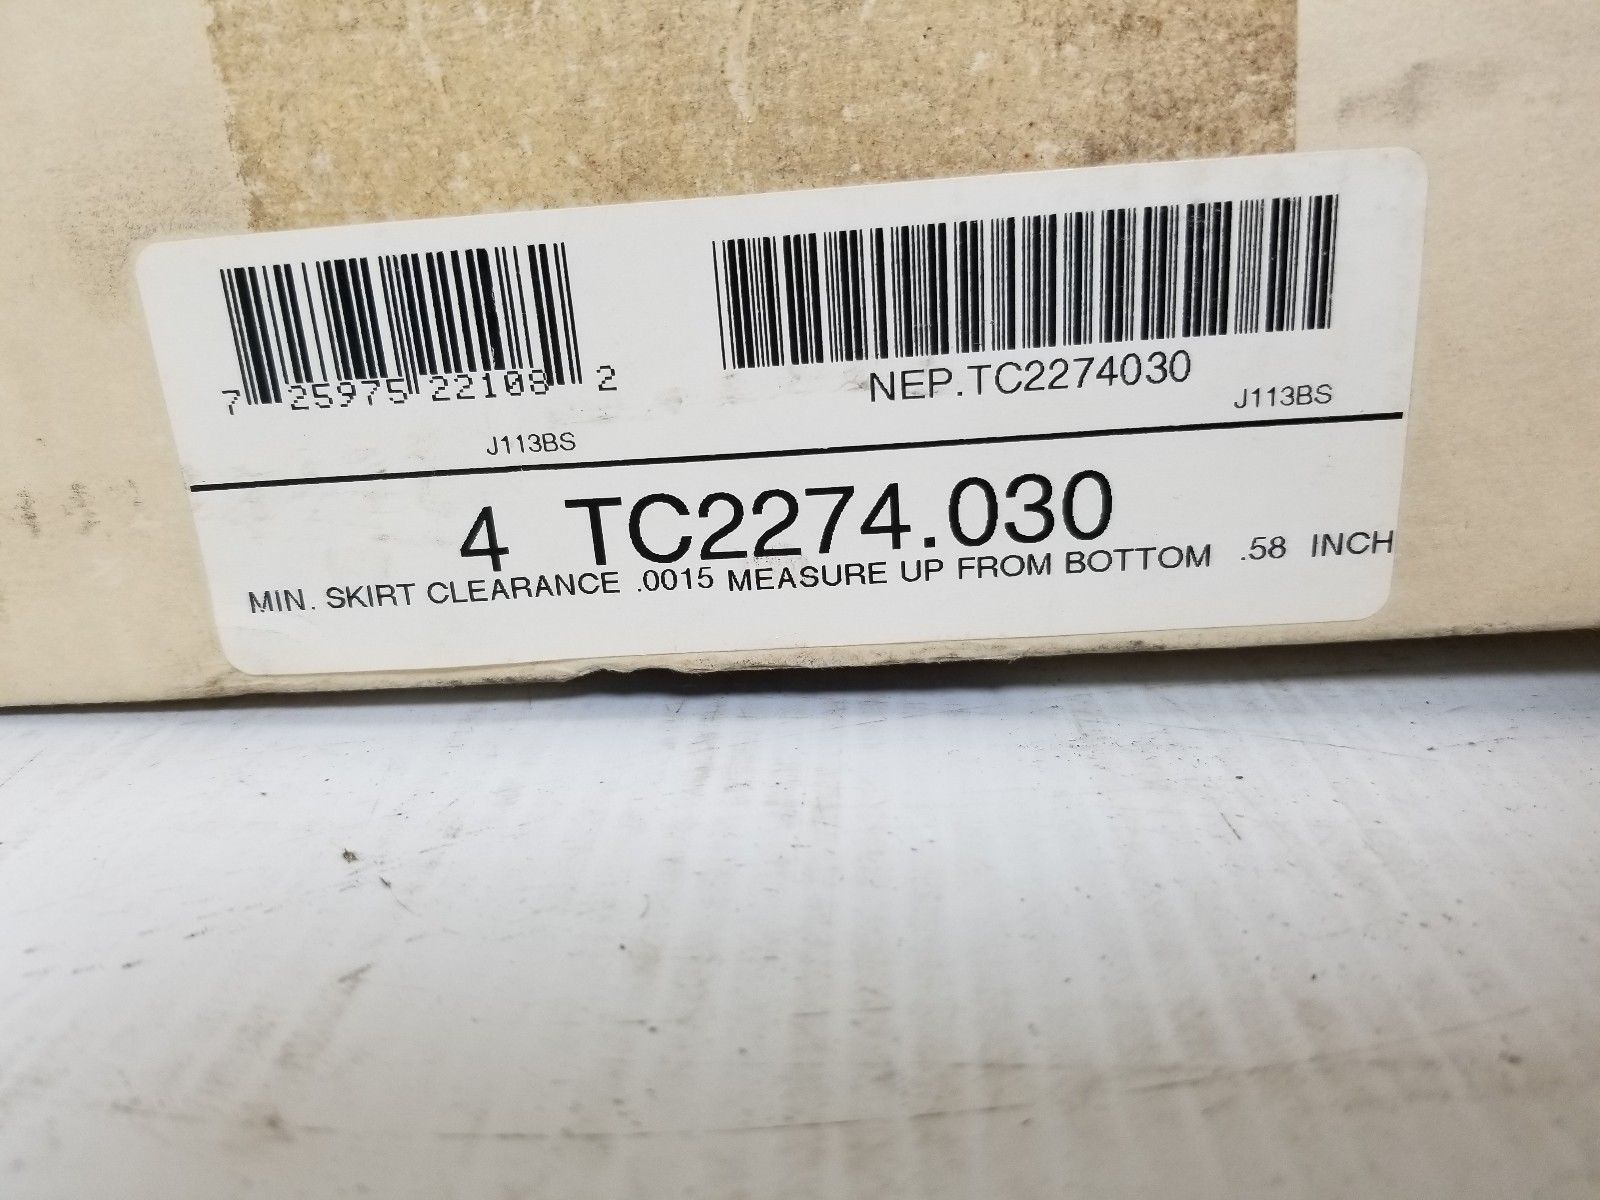 7 25975 22108 2
J113BS
NEP.TC2274030
J113BS
4 TC2274.030
MIN. SKIRT CLEARANCE .0015 MEASURE UP FROM BOTTOM .58 INCH